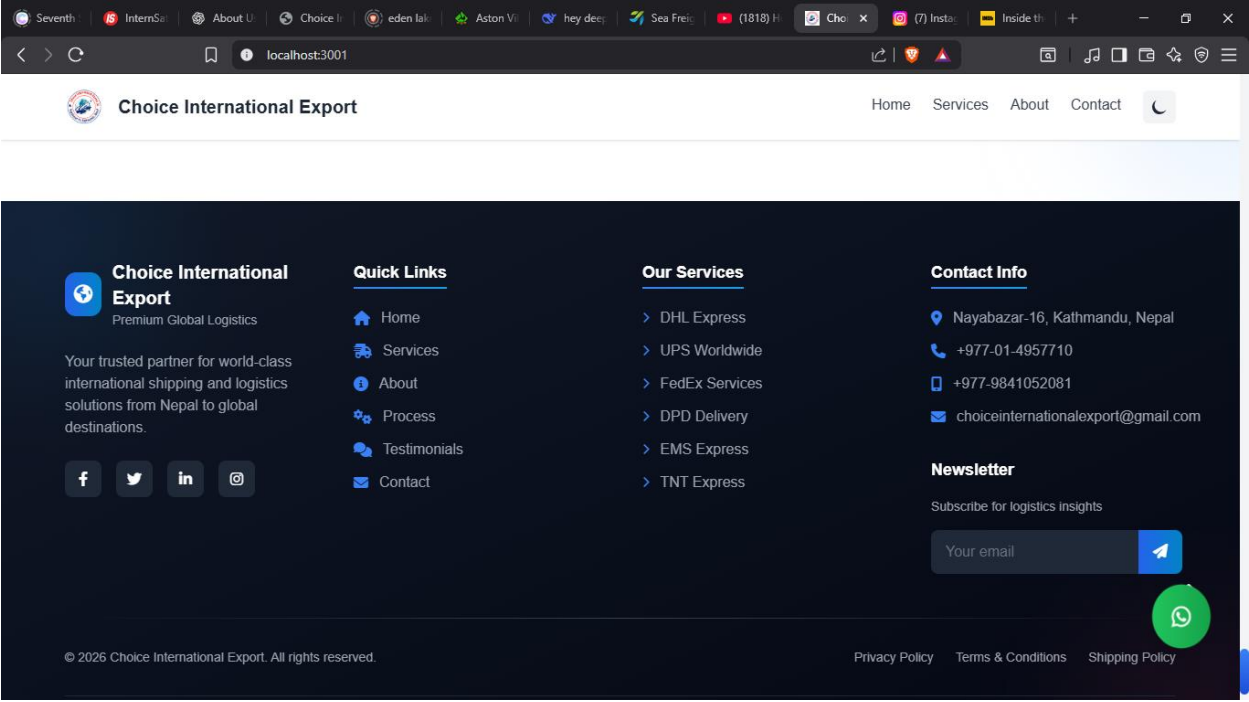 Seventh
InternSa
About U
Choice In
eden lak
Aston Vil
hey deep
Sea Freig
(1818) H
Cho
(7) Insta
Inside th
localhost:3001
Choice International Export
Home
Services
About
Contact
Choice International
Export
Premium Global Logistics
Your trusted partner for world-class
international shipping and logistics
solutions from Nepal to global
destinations.
Quick Links
Home
Services
About
Process
Testimonials
Contact
Our Services
DHL Express
UPS Worldwide
FedEx Services
DPD Delivery
EMS Express
TNT Express
Contact Info
Nayabazar-16, Kathmandu, Nepal
+977-01-4957710
+977-9841052081
choiceinternationalexport@gmail.com
Newsletter
Subscribe for logistics insights
Your email
© 2026 Choice International Export. All rights reserved.
Privacy Policy
Terms & Conditions
Shipping Policy